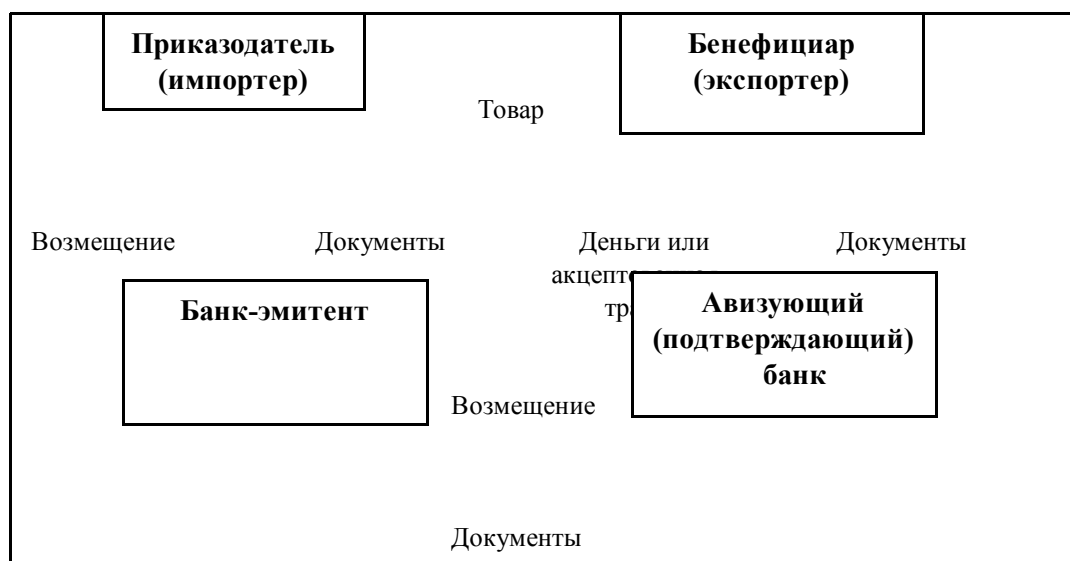 Приказодатель
(импортер)
Бенефициар
(экспортер)
Товар
Возмещение
Документы
Деньги или
Документы
Банк-эмитент
Авизующий
(подтверждающий)
банк
Возмещение
Документы